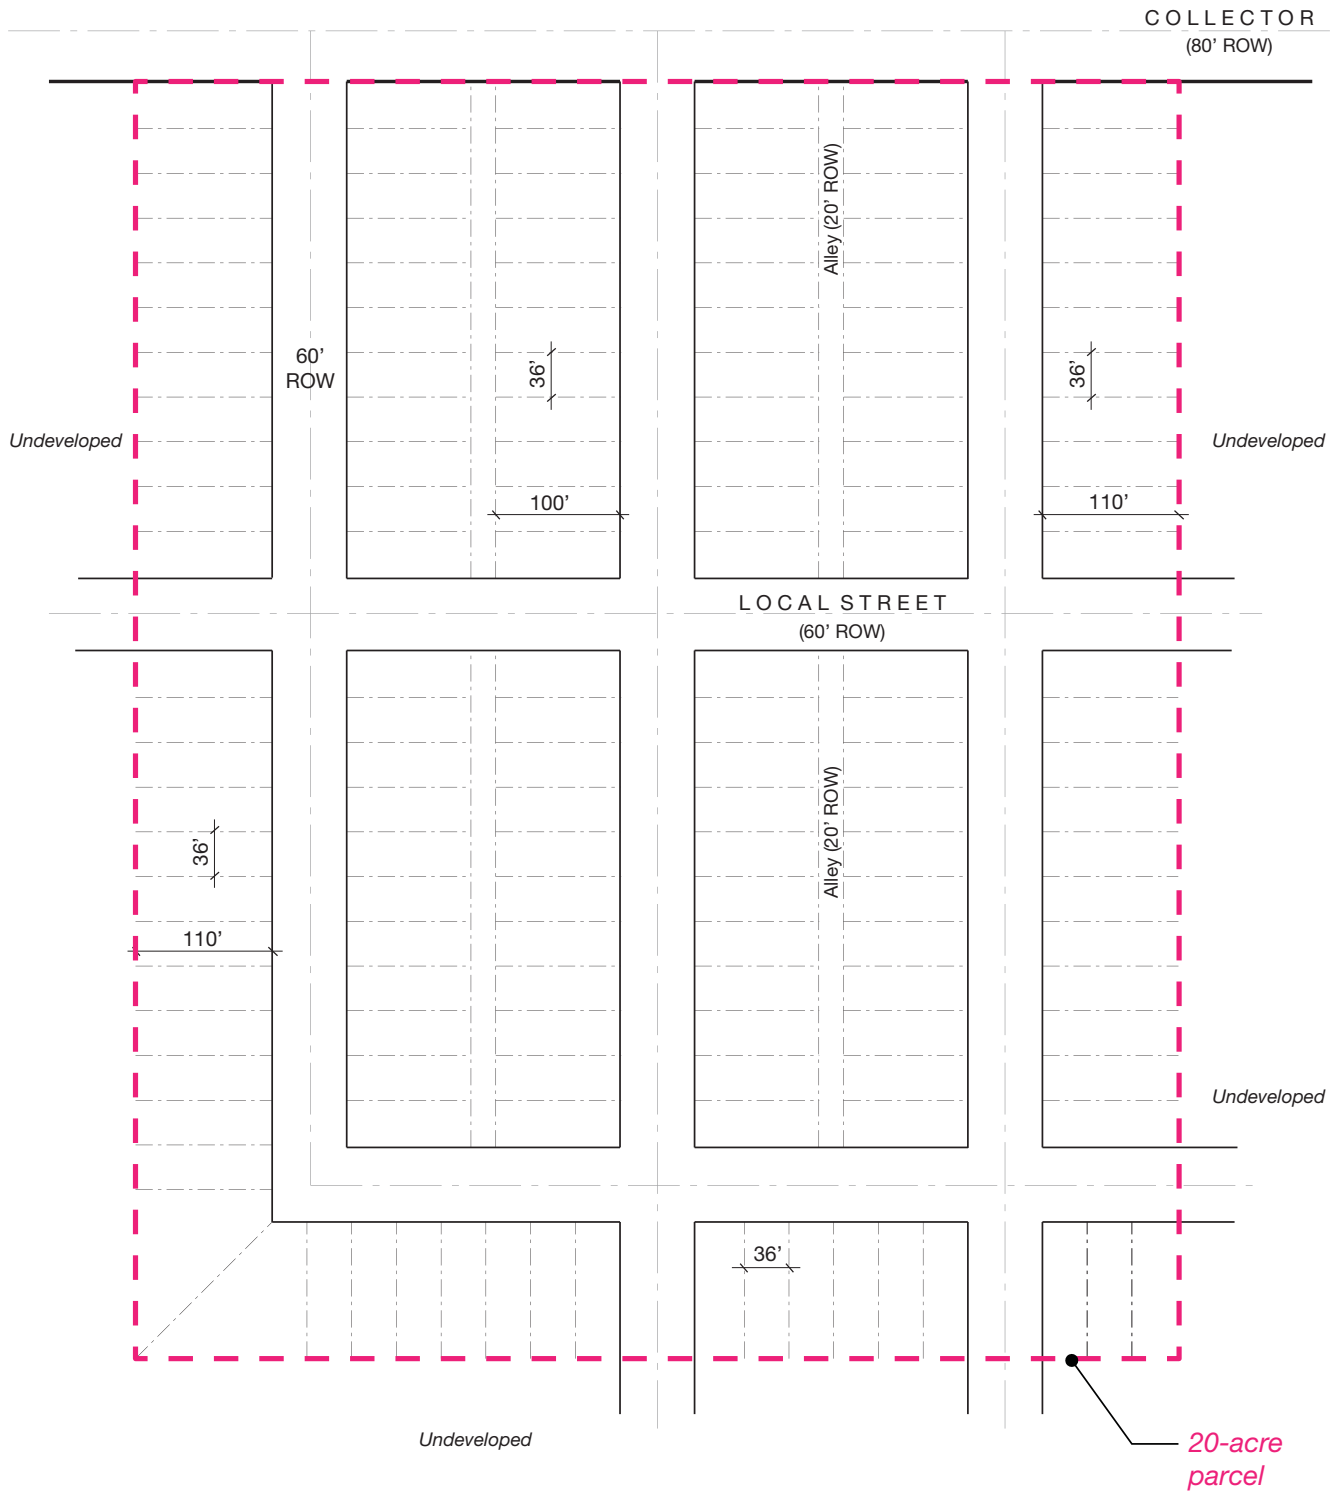 COLLECTOR
(80’ ROW)
Alley (20’ ROW)
60’
ROW
36’
36’
Undeveloped
Undeveloped
100’
110’
LOCAL STREET
(60’ ROW)
Alley (20’ ROW)
36’
110’
Undeveloped
36’
Undeveloped
20-acre
parcel